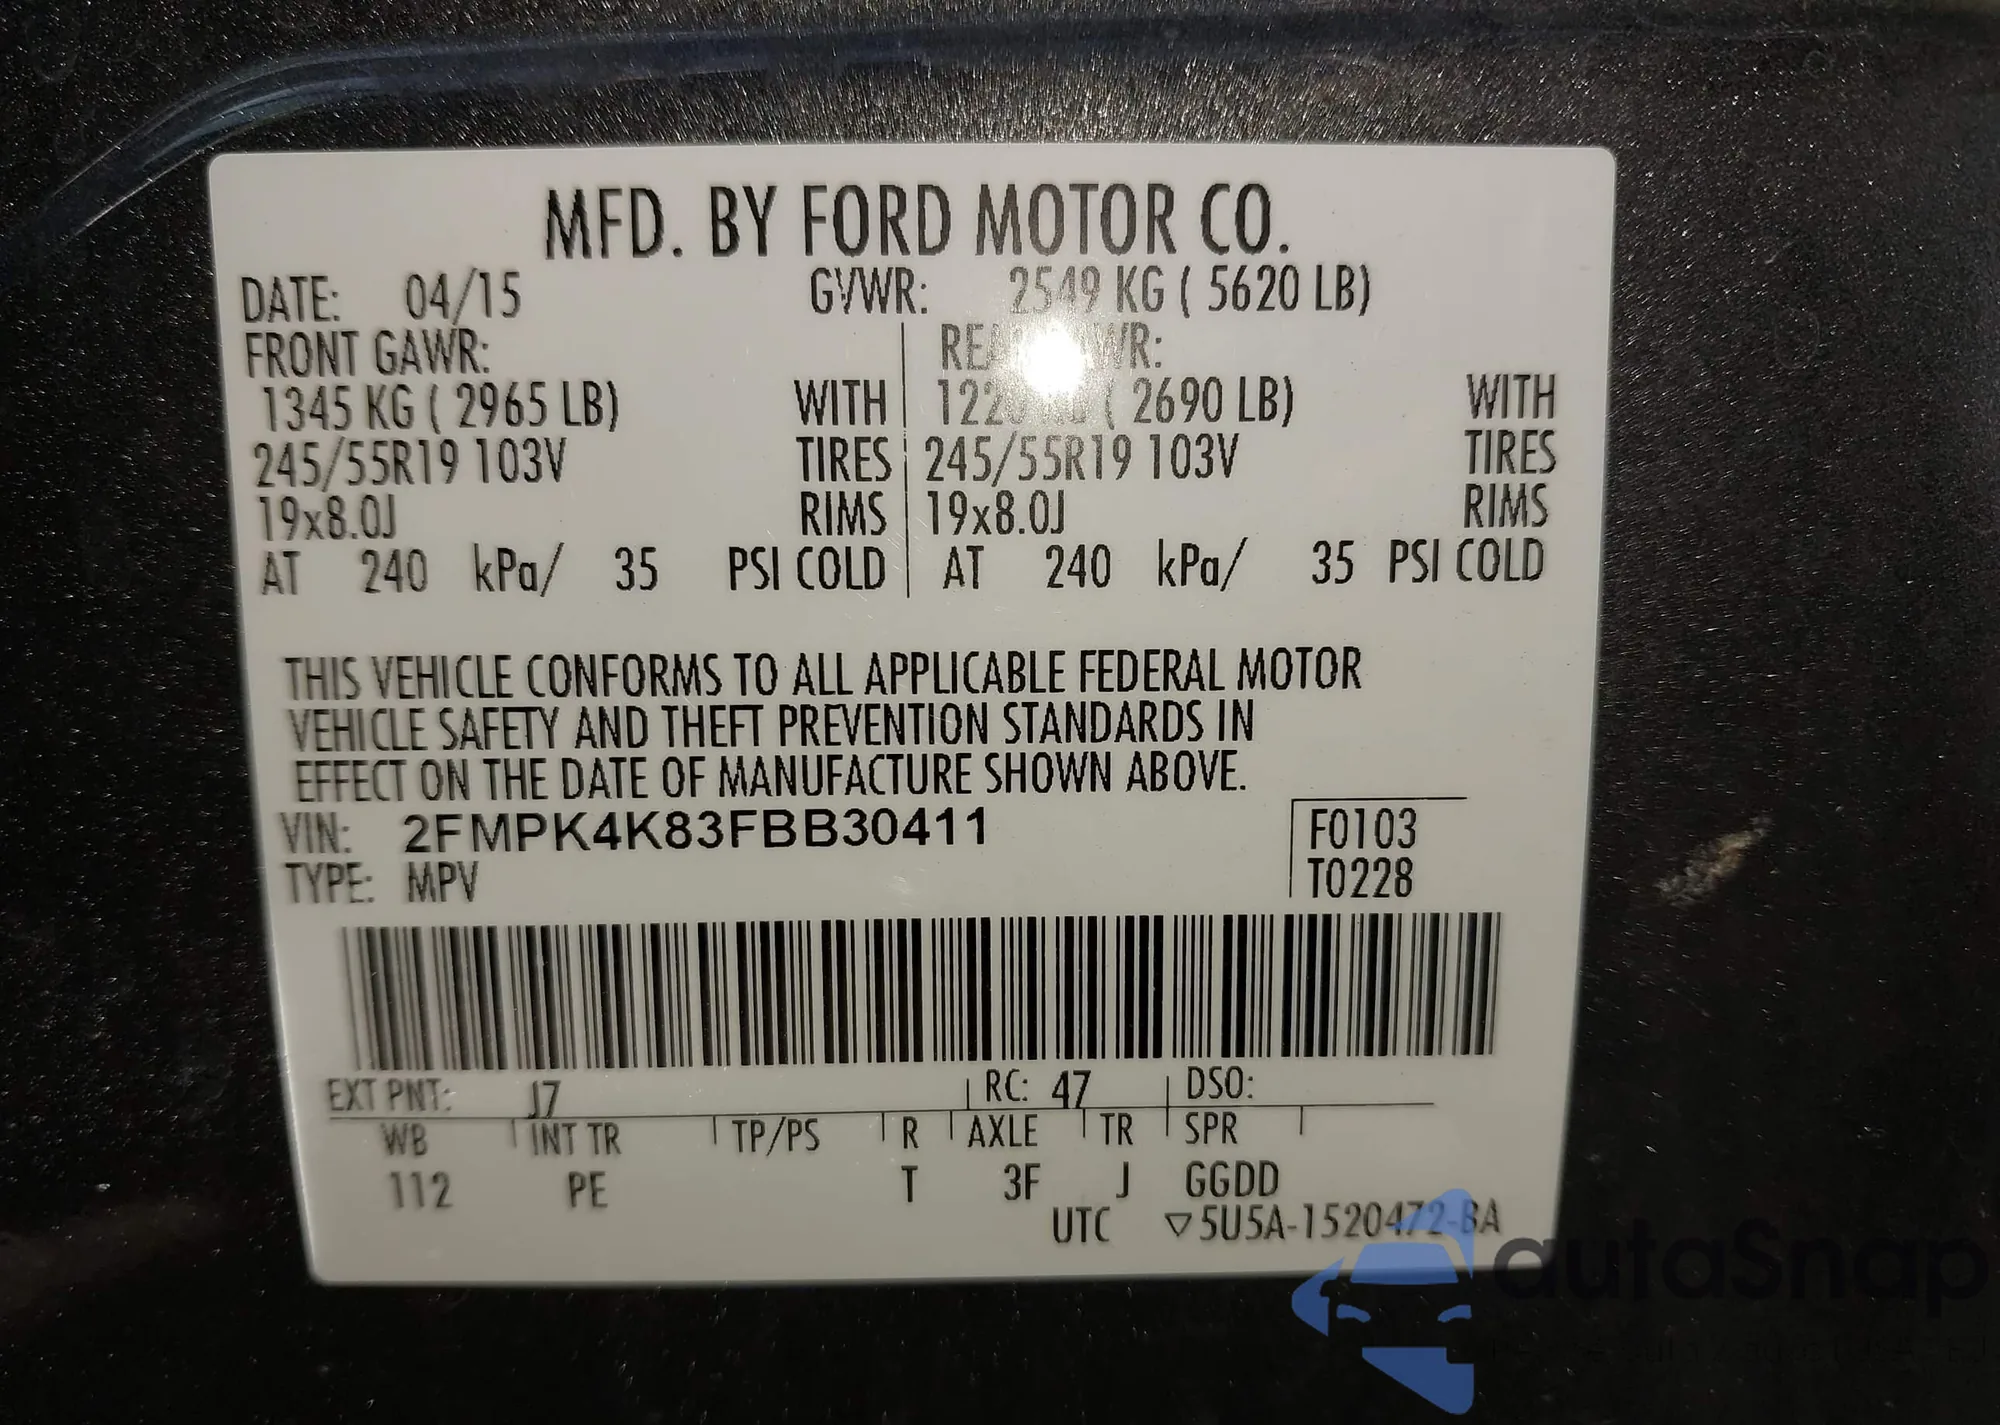 MFD. BY FORD MOTOR CO.
DATE: 04/15 GVWR: 2549 KG ( 5620 LB)
FRONT GAWR:
1345 KG ( 2965 LB) WITH 2690 LB) WITH
245/55R19 103V TIRES 245/55R19 103V TIRES
19x8.0J RIMS 19x8.0J RIMS
AT 240 kPa/ 35 PSI COLD AT 240 kPa/ 35 PSI COLD
THIS VEHICLE CONFORMS TO ALL APPLICABLE FEDERAL MOTOR
VEHICLE SAFETY AND THEFT PREVENTION STANDARDS IN
EFFECT ON THE DATE OF MANUFACTURE SHOWN ABOVE.
VIN: 2FMPK4K83FBB30411 F0103
TYPE: MPV T0228
EXT PNT: J7 RC: 47 DSO:
WB INT TR TP/PS R AXLE TR SPR
112 PE T 3F J GGDD
UTC ▽5U5A-1520472-BA
autaSnap